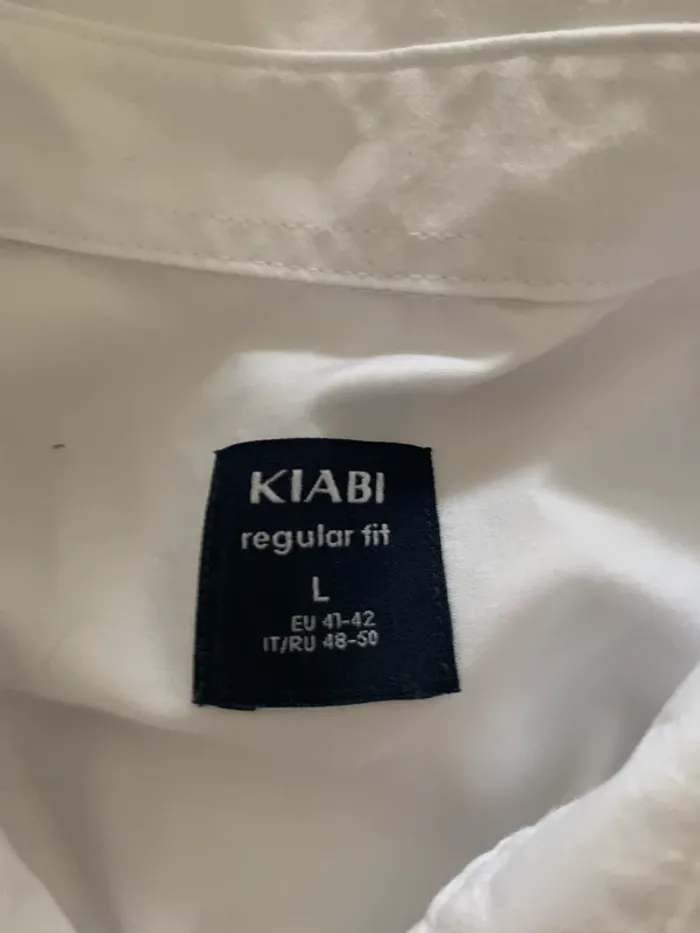 KIABI
regular fit
L
EU 41-42
IT/RU 48-50